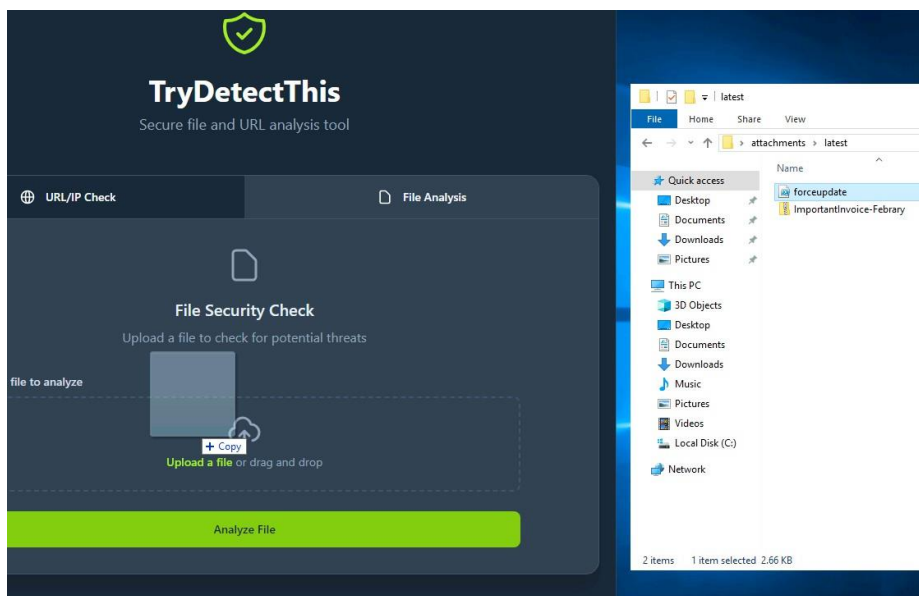 TryDetectThis
Secure file and URL analysis tool
URL/IP Check
File Analysis
File Security Check
Upload a file to check for potential threats
file to analyze
+ Copy
Upload a file or drag and drop
Analyze File
latest
File Home Share View
attachments › latest
Name
Quick access
Desktop
Documents
Downloads
Pictures
This PC
3D Objects
Desktop
Documents
Downloads
Music
Pictures
Videos
Local Disk (C:)
Network
forceupdate
ImportantInvoice-Febrary
2 items 1 item selected 2.66 KB